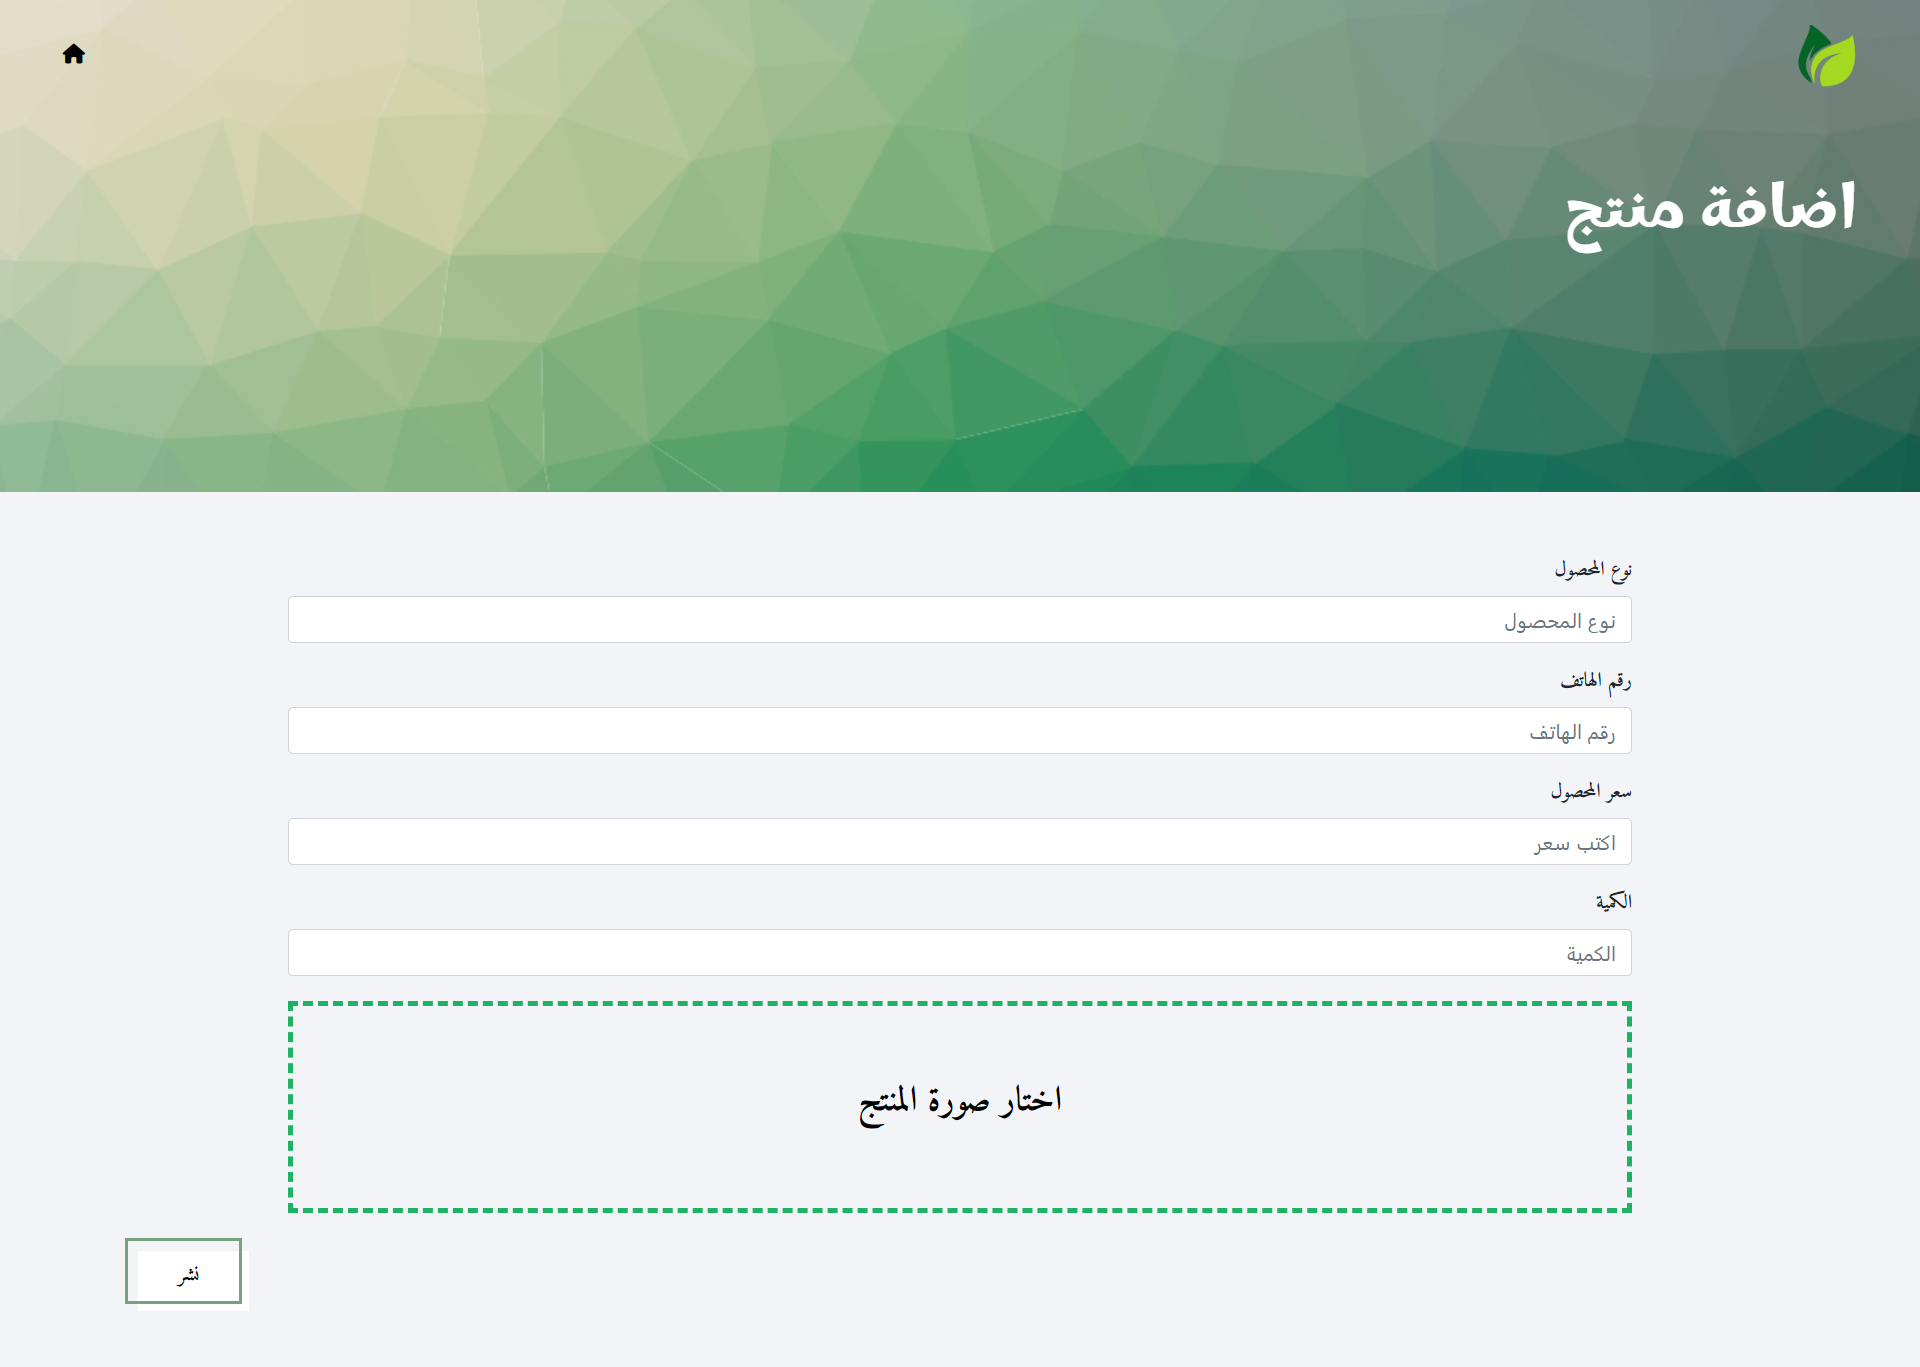 اضافة منتج
نوع المحصول
نوع المحصول
رقم الهاتف
رقم الهاتف
سعر المحصول
اكتب سعر
الكمية
الكمية
اختار صورة المنتج
نشر